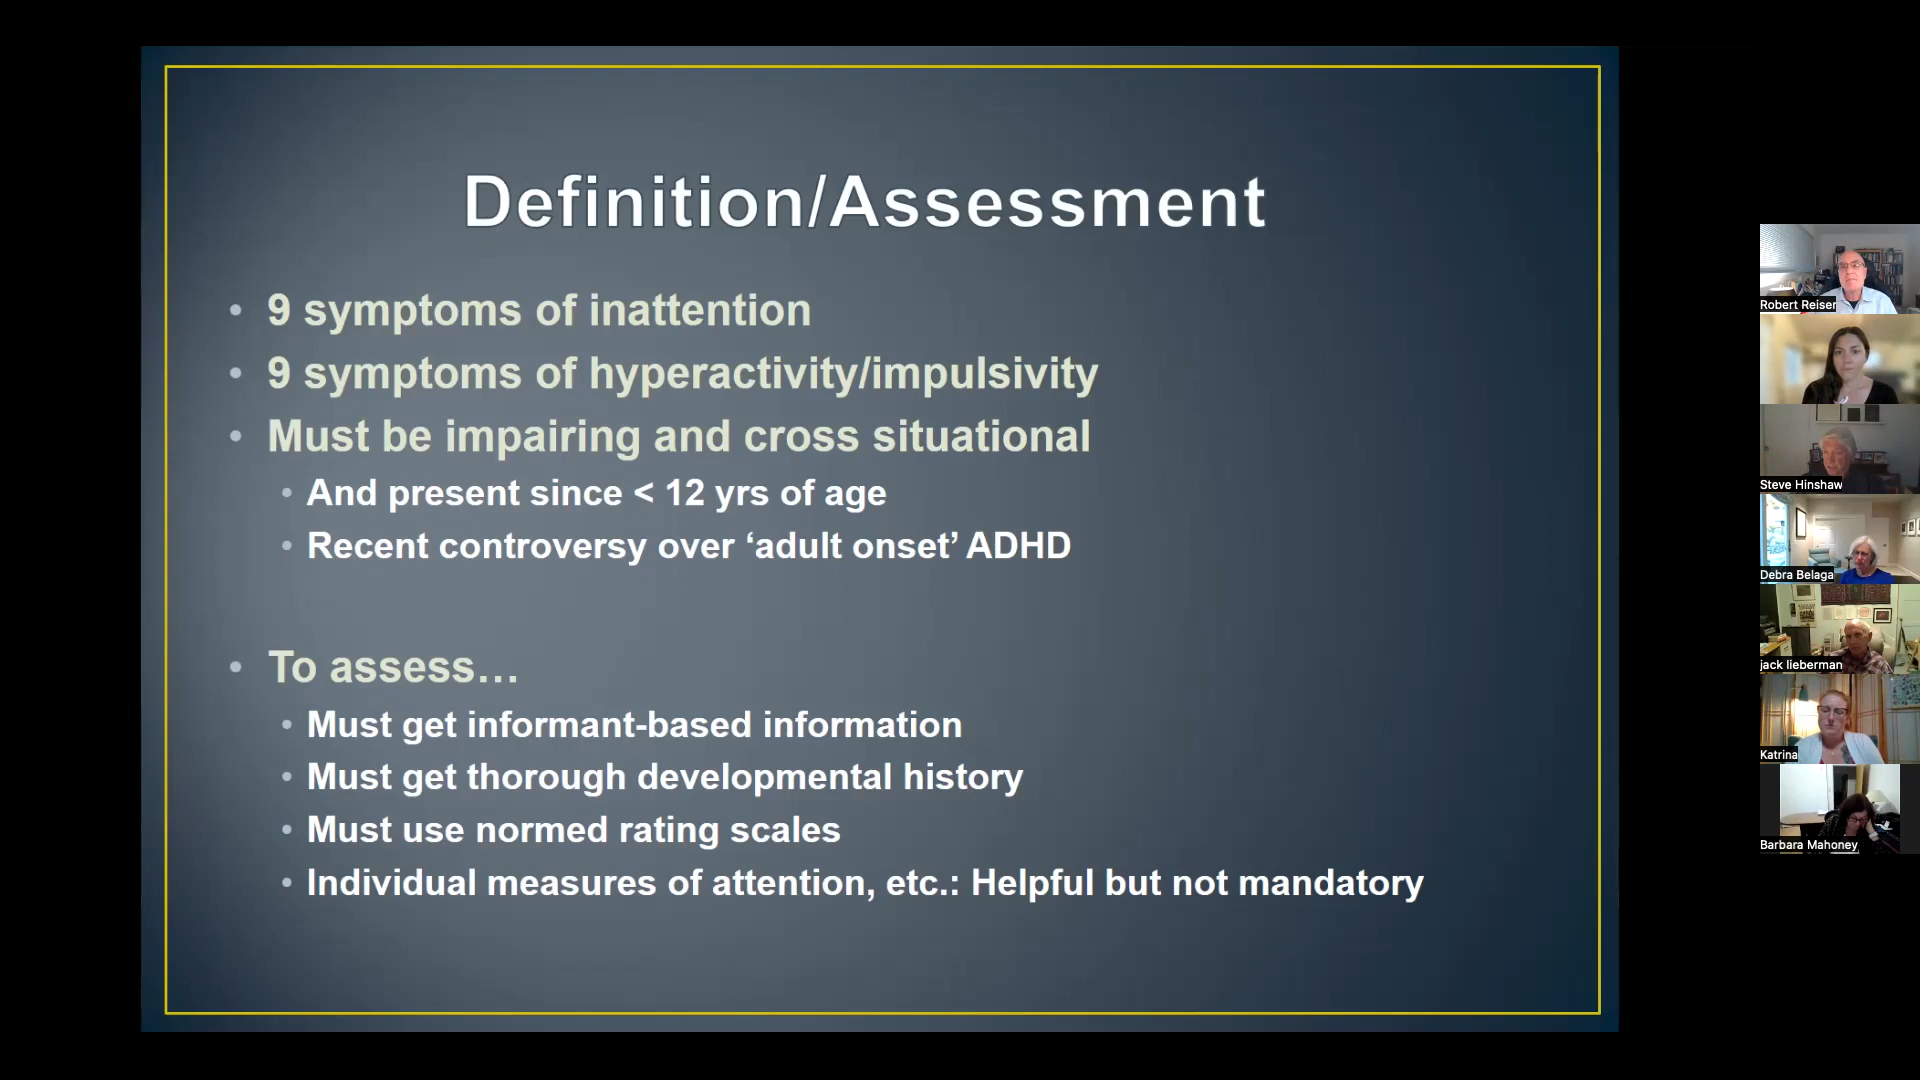 Definition/Assessment
• 9 symptoms of inattention
• 9 symptoms of hyperactivity/impulsivity
• Must be impairing and cross situational
• And present since < 12 yrs of age
• Recent controversy over ‘adult onset’ ADHD
• To assess…
• Must get informant-based information
• Must get thorough developmental history
• Must use normed rating scales
• Individual measures of attention, etc.: Helpful but not mandatory
Robert Reiser
Steve Hinshaw
Debra Belaga
jack lieberman
Katrina
Barbara Mahoney